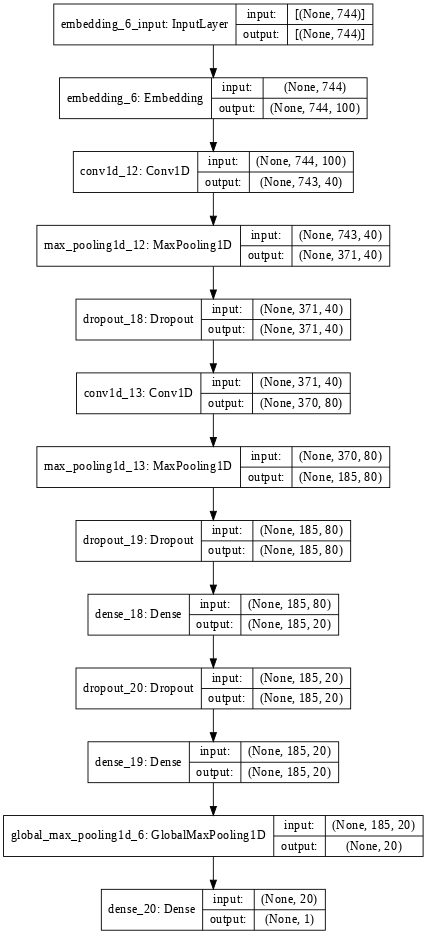 embedding_6_input: InputLayer input: [(None, 744)]
output: [(None, 744)]
embedding_6: Embedding input: (None, 744)
output: (None, 744, 100)
conv1d_12: Conv1D input: (None, 744, 100)
output: (None, 743, 40)
max_pooling1d_12: MaxPooling1D input: (None, 743, 40)
output: (None, 371, 40)
dropout_18: Dropout input: (None, 371, 40)
output: (None, 371, 40)
conv1d_13: Conv1D input: (None, 371, 40)
output: (None, 370, 80)
max_pooling1d_13: MaxPooling1D input: (None, 370, 80)
output: (None, 185, 80)
dropout_19: Dropout input: (None, 185, 80)
output: (None, 185, 80)
dense_18: Dense input: (None, 185, 80)
output: (None, 185, 20)
dropout_20: Dropout input: (None, 185, 20)
output: (None, 185, 20)
dense_19: Dense input: (None, 185, 20)
output: (None, 185, 20)
global_max_pooling1d_6: GlobalMaxPooling1D input: (None, 185, 20)
output: (None, 20)
dense_20: Dense input: (None, 20)
output: (None, 1)